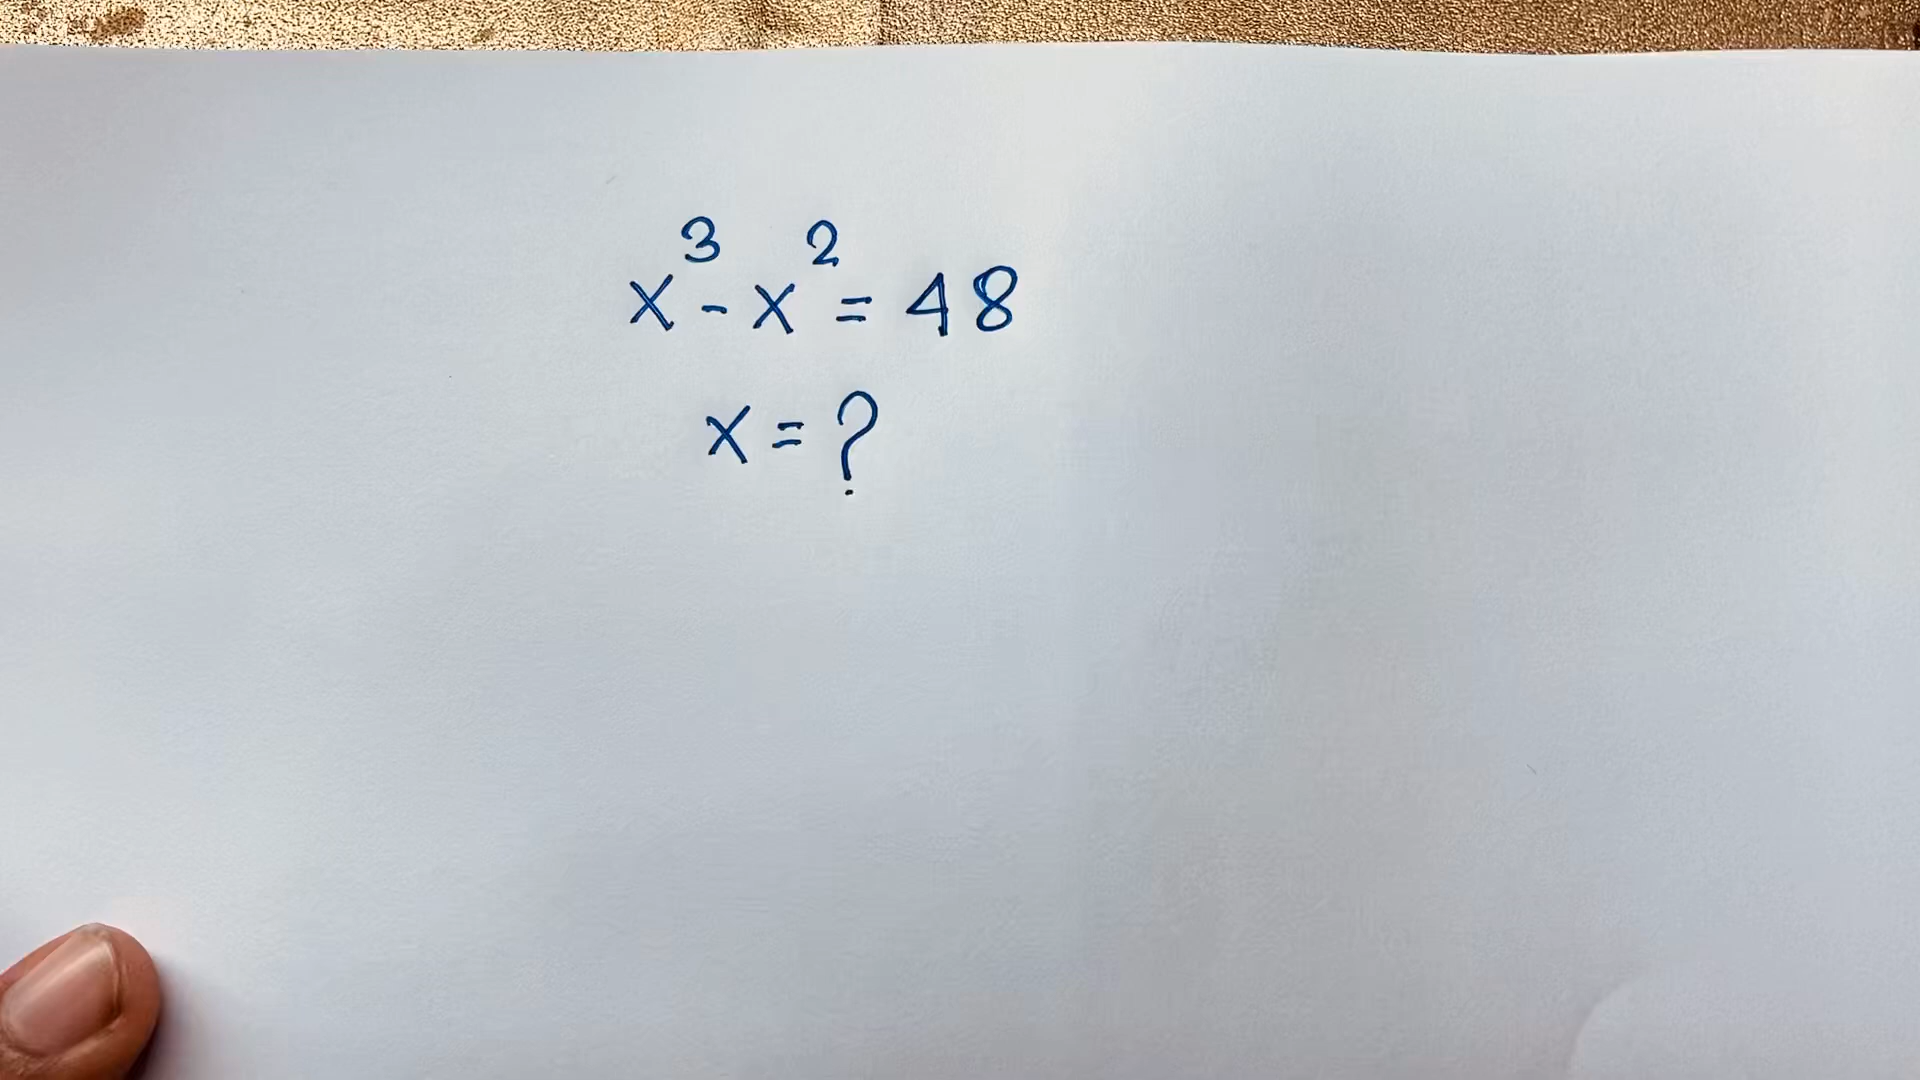 x³ - x² = 48
x = ?